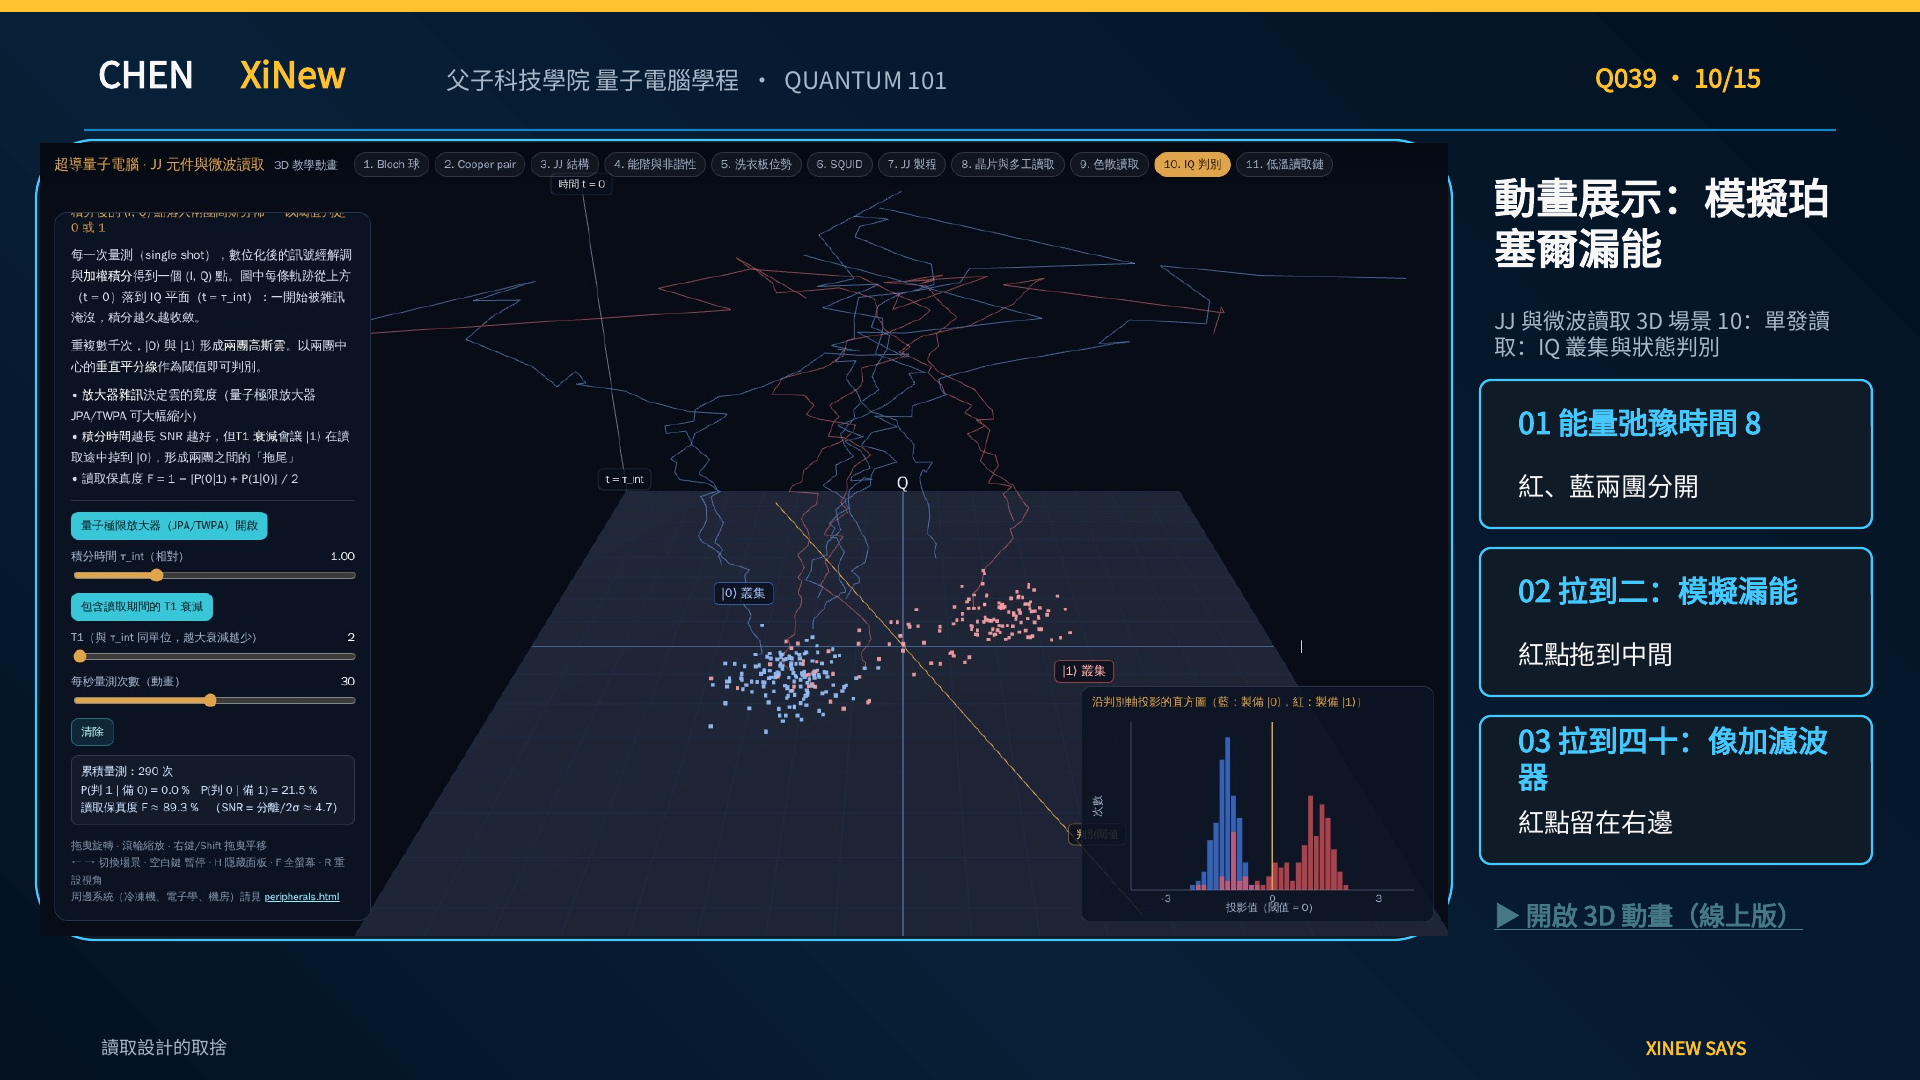 CHEN XiNew 父子科技學院 量子電腦學程 · QUANTUM 101
Q039 · 10/15
超導量子電腦 · JJ 元件與微波讀取 3D 教學動畫
1. Bloch 球
2. Cooper pair
3. JJ 結構
4. 能階與非諧性
5. 洗衣板位勢
6. SQUID
7. JJ 製程
8. 晶片與多工讀取
9. 色散讀取
10. IQ 判別
11. 低溫讀取鏈
時間 t = 0
0 或 1
每一次量測（single shot），數位化後的訊號經解調
與加權積分得到一個 (I, Q) 點。圖中每條軌跡從上方
（t = 0）落到 IQ 平面（t = τ_int）：一開始被雜訊
淹沒，積分越久越收斂。
重複數千次，|0⟩ 與 |1⟩ 形成兩團高斯雲。以兩團中
心的垂直平分線作為閾值即可判別。
• 放大器雜訊決定雲的寬度（量子極限放大器
JPA/TWPA 可大幅縮小）
• 積分時間越長 SNR 越好，但T1 衰減會讓 |1⟩ 在讀
取途中掉到 |0⟩，形成兩團之間的「拖尾」
• 讀取保真度 F = 1 − [P(0|1) + P(1|0)] / 2
量子極限放大器（JPA/TWPA）開啟
積分時間 τ_int（相對） 1.00
包含讀取期間的 T1 衰減
T1（與 τ_int 同單位，越大衰減越少） 2
每秒量測次數（動畫） 30
清除
累積量測：290 次
P(判 1 | 備 0) = 0.0 % P(判 0 | 備 1) = 21.5 %
讀取保真度 F ≈ 89.3 % （SNR = 分離/2σ ≈ 4.7）
拖曳旋轉 · 滾輪縮放 · 右鍵/Shift 拖曳平移
←→ 切換場景 · 空白鍵 暫停 · H 隱藏面板 · F 全螢幕 · R 重
設視角
周邊系統（冷凍機、電子學、機房）請見 peripherals.html
t = τ_int
Q
I
|0⟩ 叢集
|1⟩ 叢集
判別閾值
沿判別軸投影的直方圖（藍：製備 |0⟩，紅：製備 |1⟩）
次數
-3 0 3
投影值（閾值 = 0）
動畫展示：模擬珀
塞爾漏能
JJ 與微波讀取 3D 場景 10：單發讀
取：IQ 叢集與狀態判別
01 能量弛豫時間 8
紅、藍兩團分開
02 拉到二：模擬漏能
紅點拖到中間
03 拉到四十：像加濾波
器
紅點留在右邊
▶ 開啟 3D 動畫（線上版）
讀取設計的取捨
XINEW SAYS